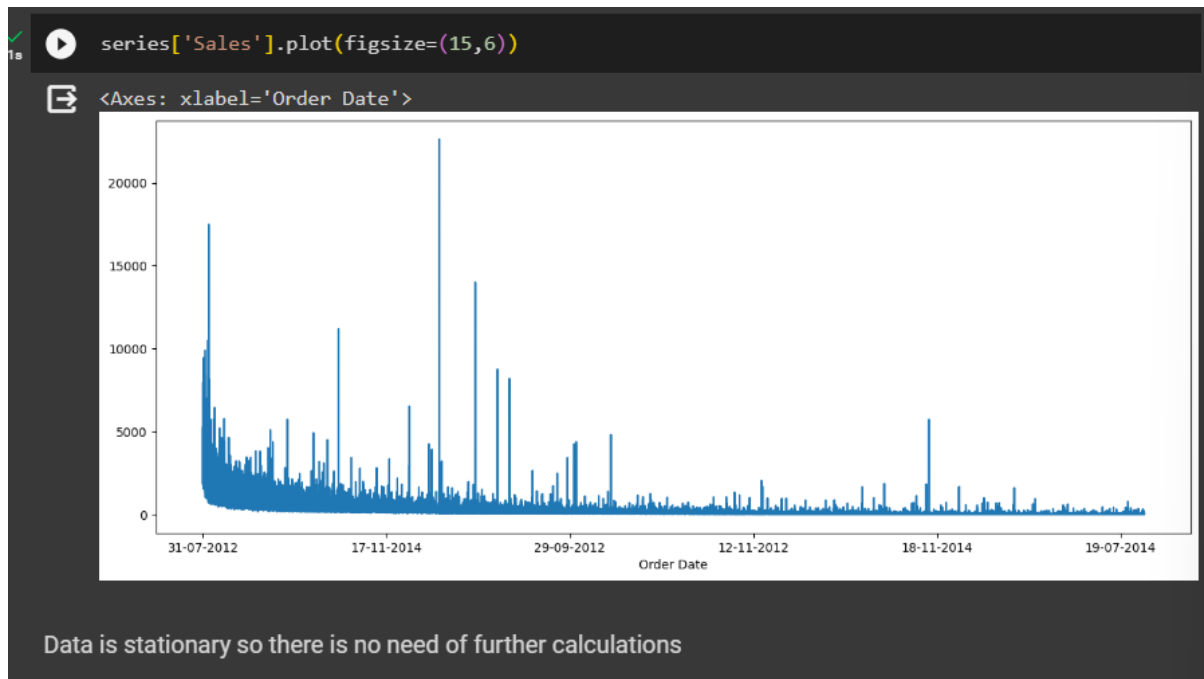 1s
series['Sales'].plot(figsize=(15,6))
<Axes: xlabel='Order Date'>
20000
15000
10000
5000
0
31-07-2012 17-11-2014 29-09-2012 12-11-2012 18-11-2014 19-07-2014
Order Date
Data is stationary so there is no need of further calculations